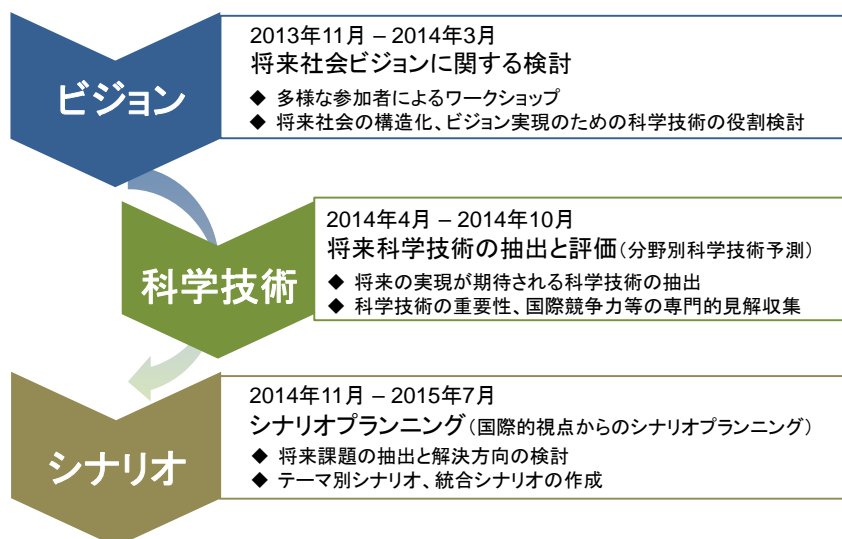 ビジョン
2013年11月 – 2014年3月
将来社会ビジョンに関する検討
◆ 多様な参加者によるワークショップ
◆ 将来社会の構造化、ビジョン実現のための科学技術の役割検討
科学技術
2014年4月 – 2014年10月
将来科学技術の抽出と評価(分野別科学技術予測)
◆ 将来の実現が期待される科学技術の抽出
◆ 科学技術の重要性、国際競争力等の専門的見解収集
シナリオ
2014年11月 – 2015年7月
シナリオプランニング(国際的視点からのシナリオプランニング)
◆ 将来課題の抽出と解決方向の検討
◆ テーマ別シナリオ、統合シナリオの作成